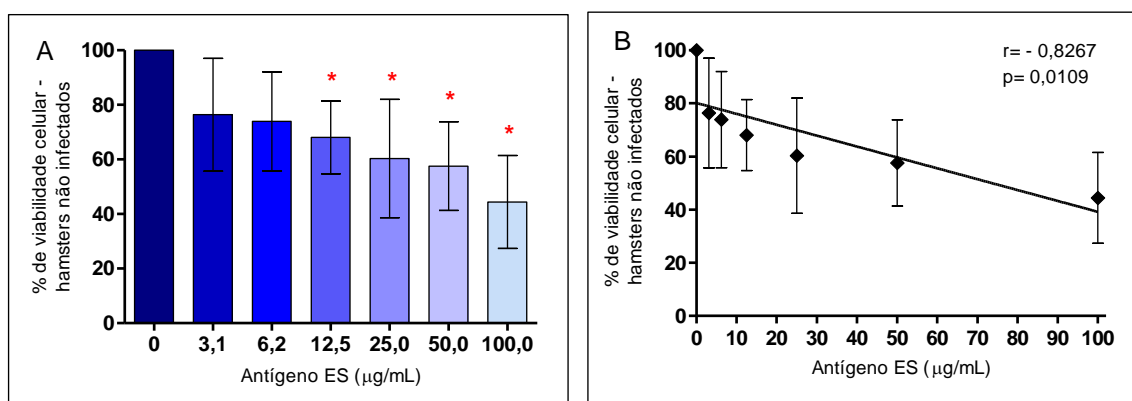 A
% de viabilidade celular -
hamsters não infectados
100
80
60
40
20
0
*
*
*
*
0 3,1 6,2 12,5 25,0 50,0 100,0
Antígeno ES (μg/mL)
B
% de viabilidade celular -
hamsters não infectados
100
80
60
40
20
0
r= - 0,8267
p= 0,0109
0 10 20 30 40 50 60 70 80 90 100
Antígeno ES (μg/mL)